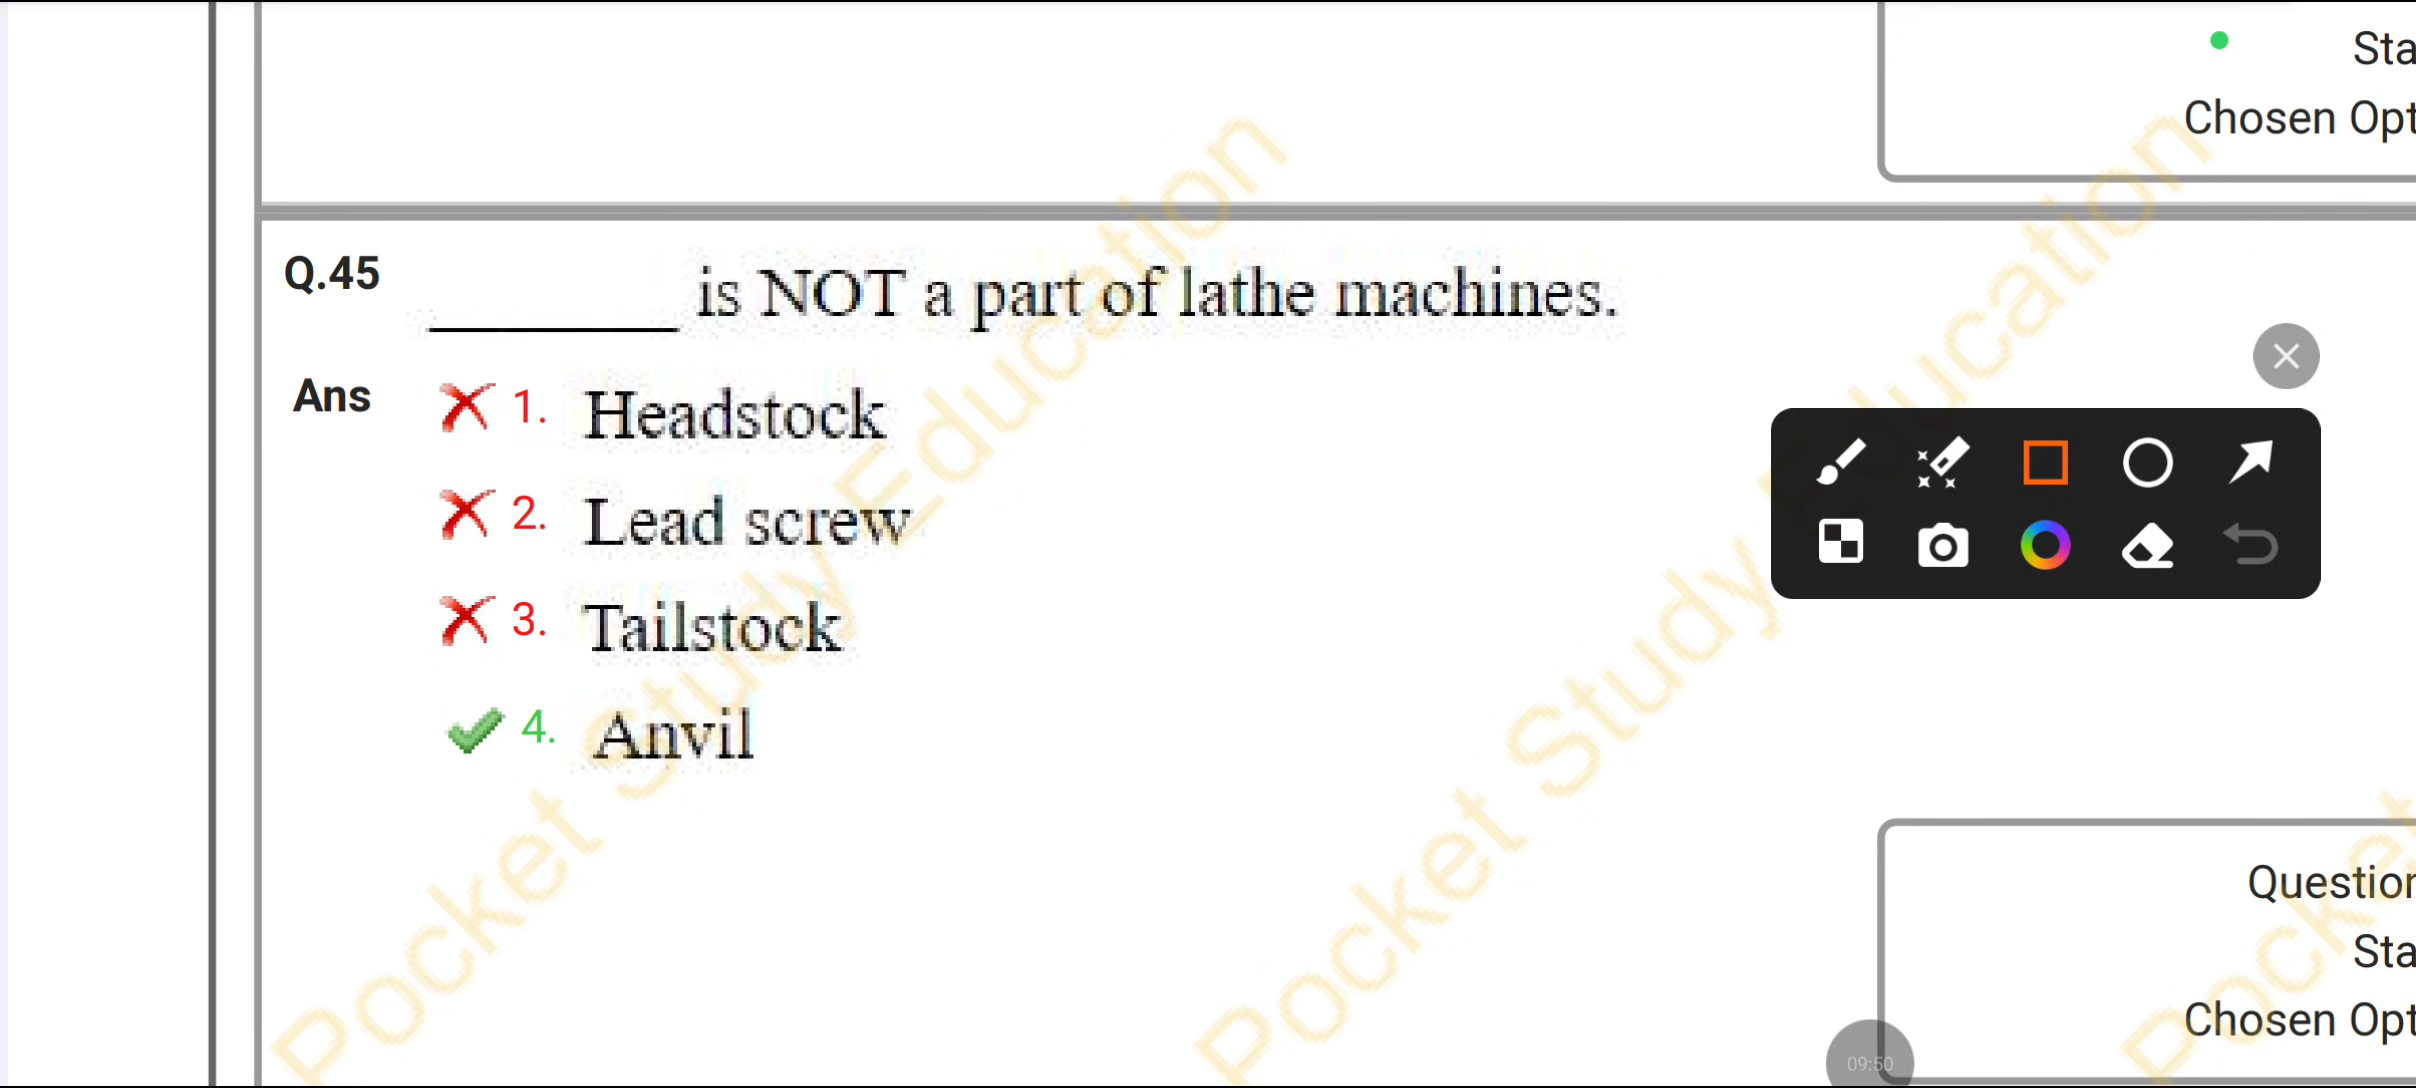 Sta
Chosen Opt
Q.45 ________ is NOT a part of lathe machines.
Ans 1. Headstock
2. Lead screw
3. Tailstock
4. Anvil
Question
Sta
Chosen Opt
09:50
Pocket Study Education
Pocket Study Education
Pocket